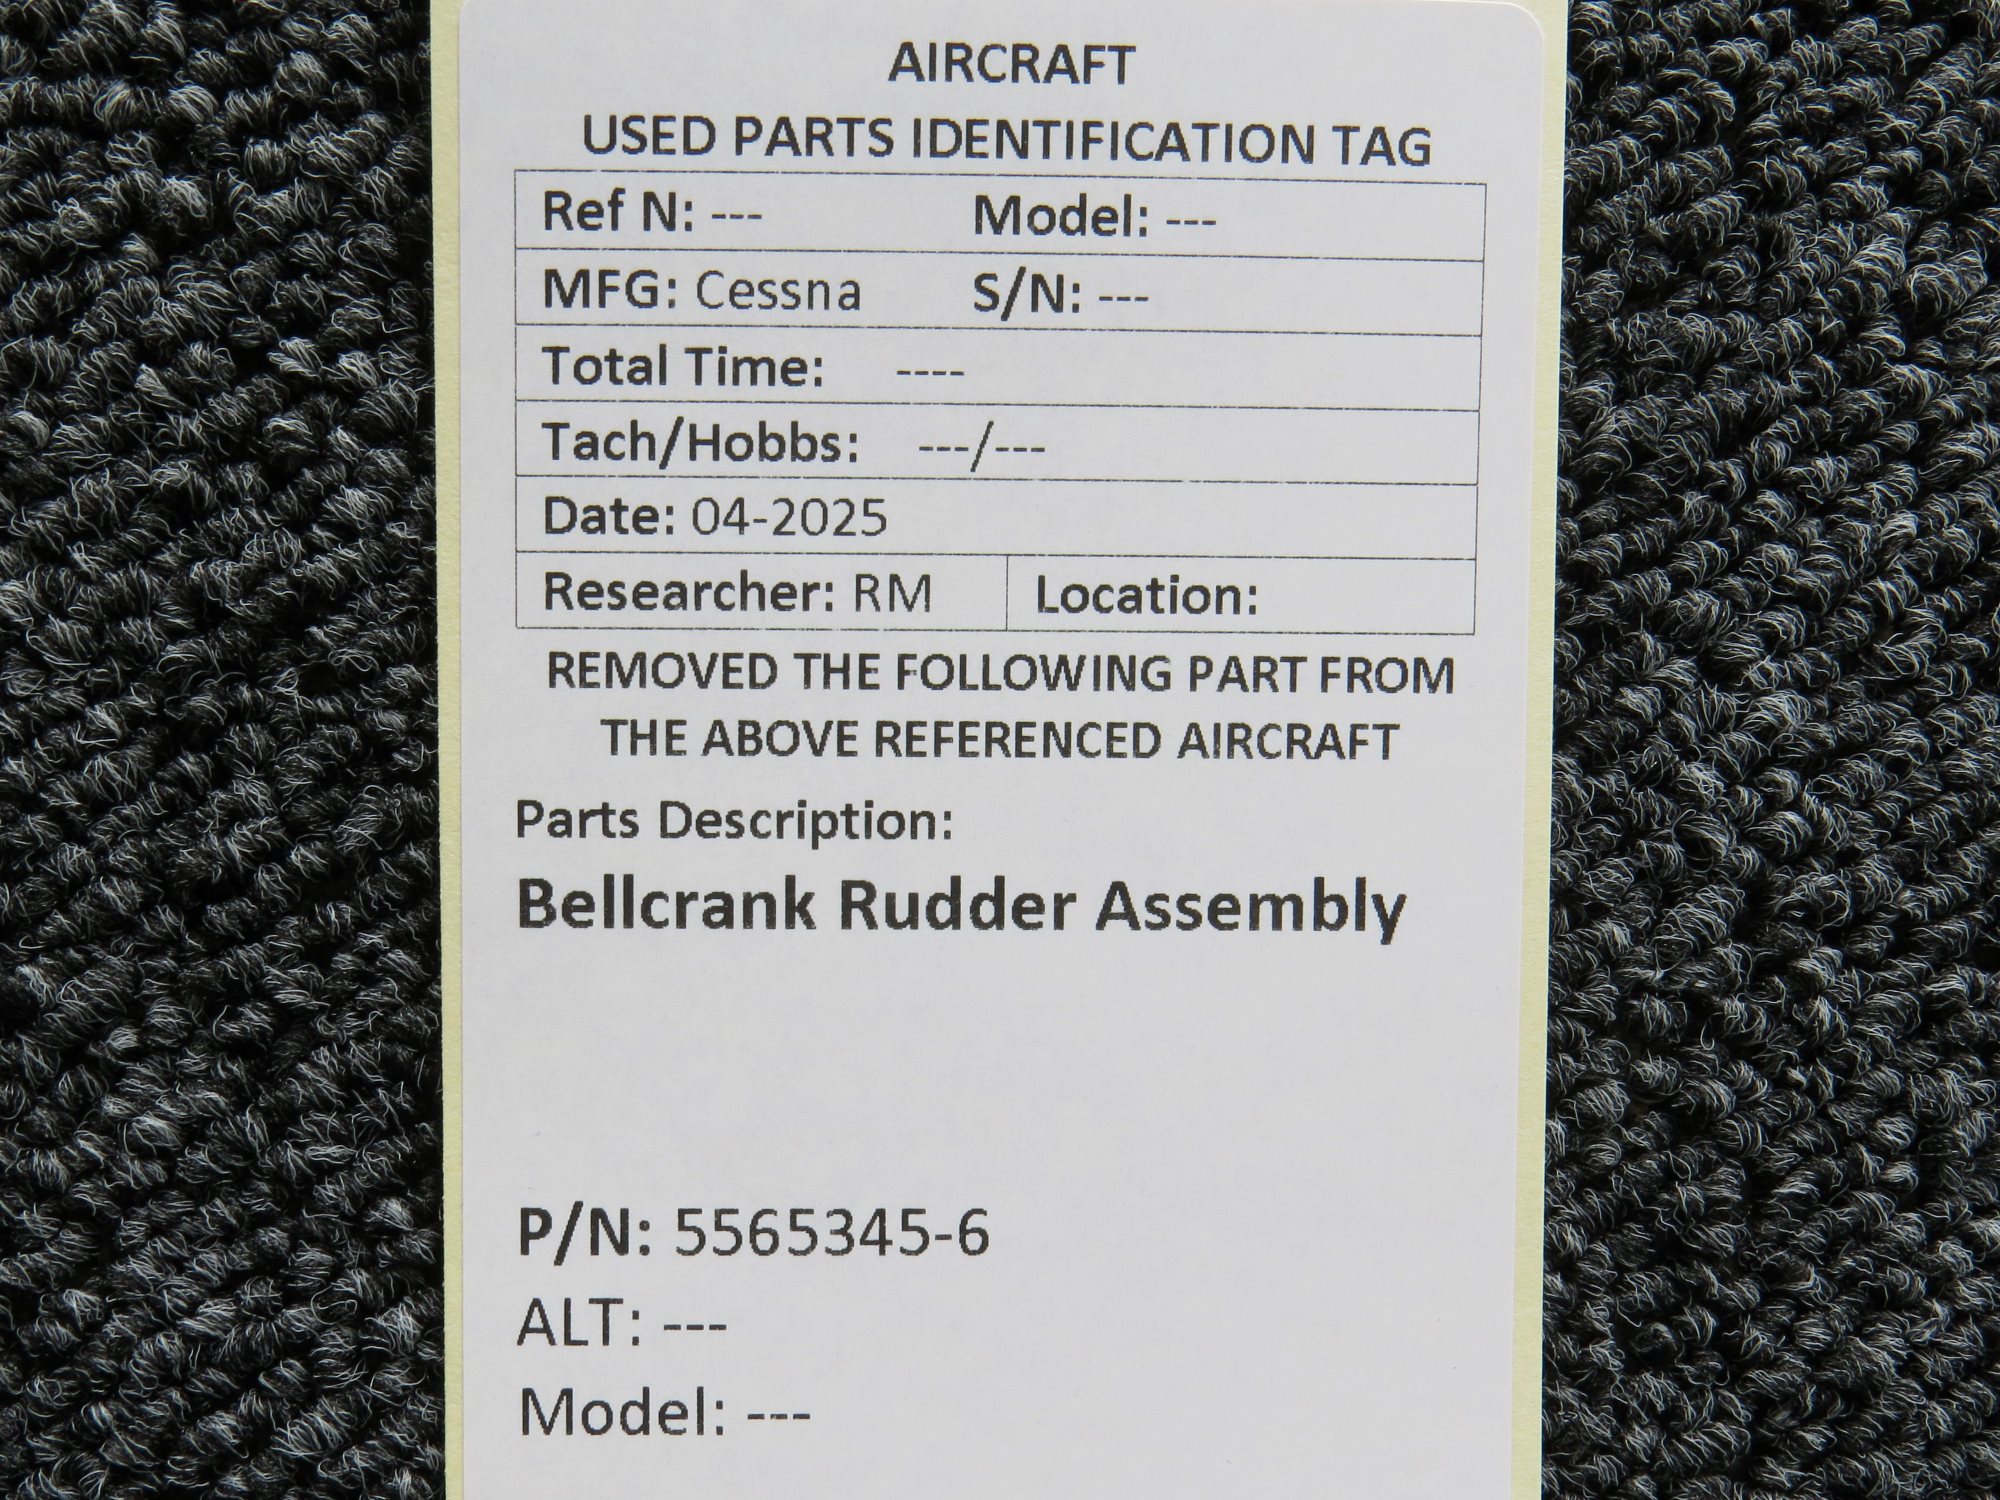 AIRCRAFT
USED PARTS IDENTIFICATION TAG
Ref N: --- Model: ---
MFG: Cessna S/N: ---
Total Time: ----
Tach/Hobbs: ---/---
Date: 04-2025
Researcher: RM Location:
REMOVED THE FOLLOWING PART FROM
THE ABOVE REFERENCED AIRCRAFT
Parts Description:
Bellcrank Rudder Assembly
P/N: 5565345-6
ALT: ---
Model: ---